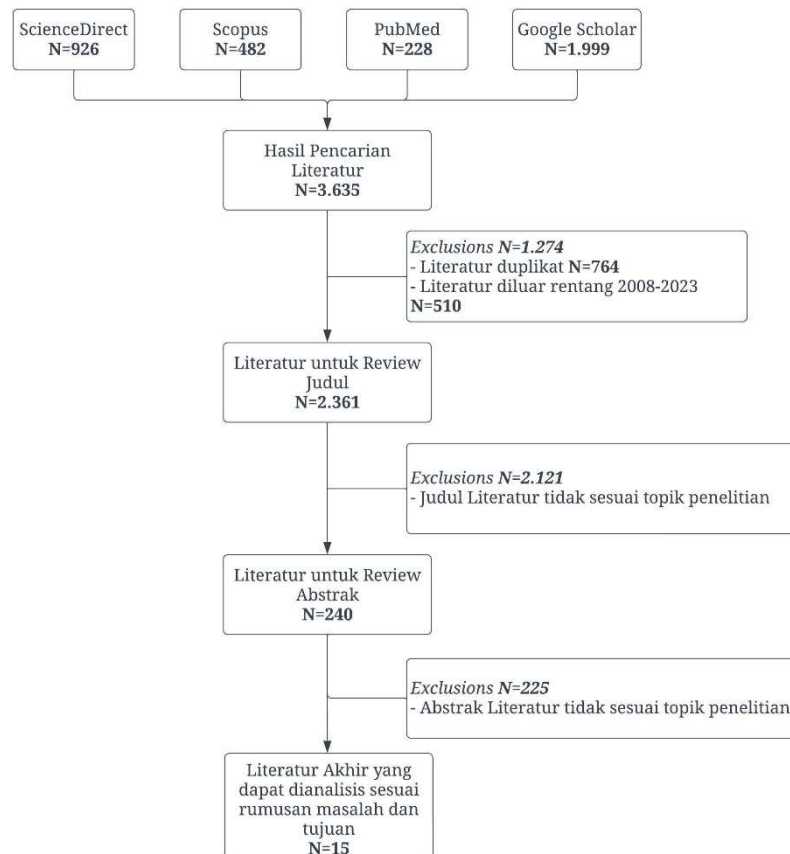 ScienceDirect
N=926
Scopus
N=482
PubMed
N=228
Google Scholar
N=1.999
Hasil Pencarian
Literatur
N=3.635
Exclusions N=1.274
- Literatur duplikat N=764
- Literatur diluar rentang 2008-2023
N=510
Literatur untuk Review
Judul
N=2.361
Exclusions N=2.121
- Judul Literatur tidak sesuai topik penelitian
Literatur untuk Review
Abstrak
N=240
Exclusions N=225
- Abstrak Literatur tidak sesuai topik penelitian
Literatur Akhir yang
dapat dianalisis sesuai
rumusan masalah dan
tujuan
N=15